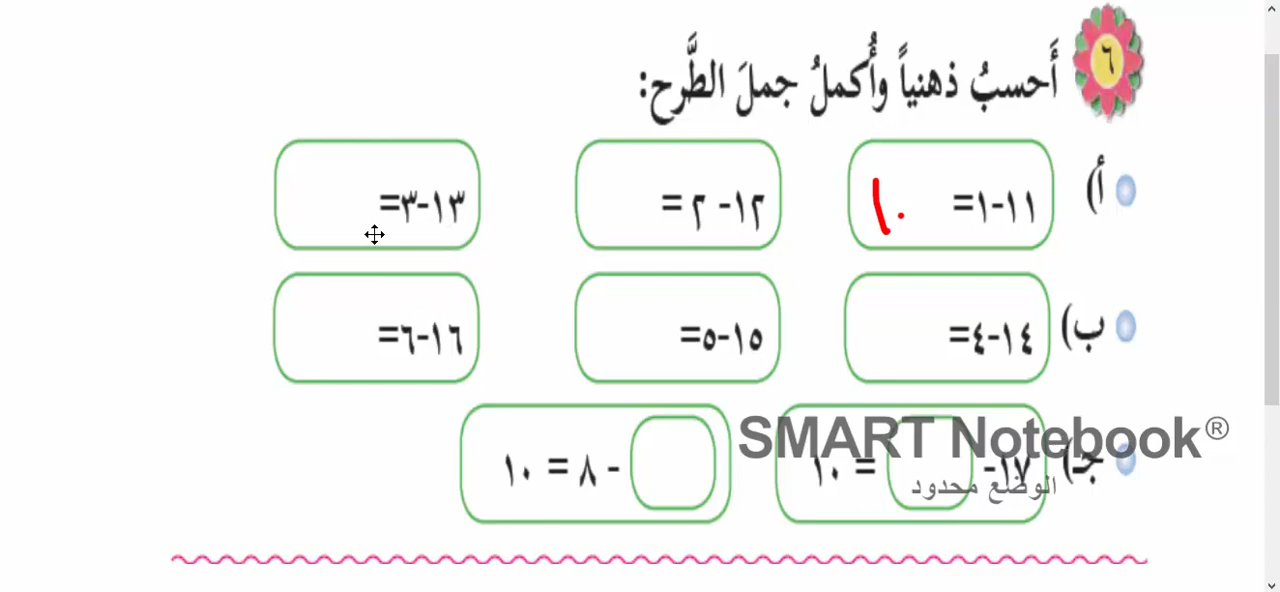 ٦
أَحسبُ ذهنياً وأُكملُ جملَ الطَّرح:
أ) ١١-١= ١٠ ١٢- ٢ = ١٣-٣=
ب) ١٤-٤= ١٥-٥= ١٦-٦=
جـ) ١٧- = ١٠ - ٨ = ١٠
SMART Notebook®
الوضع محدود